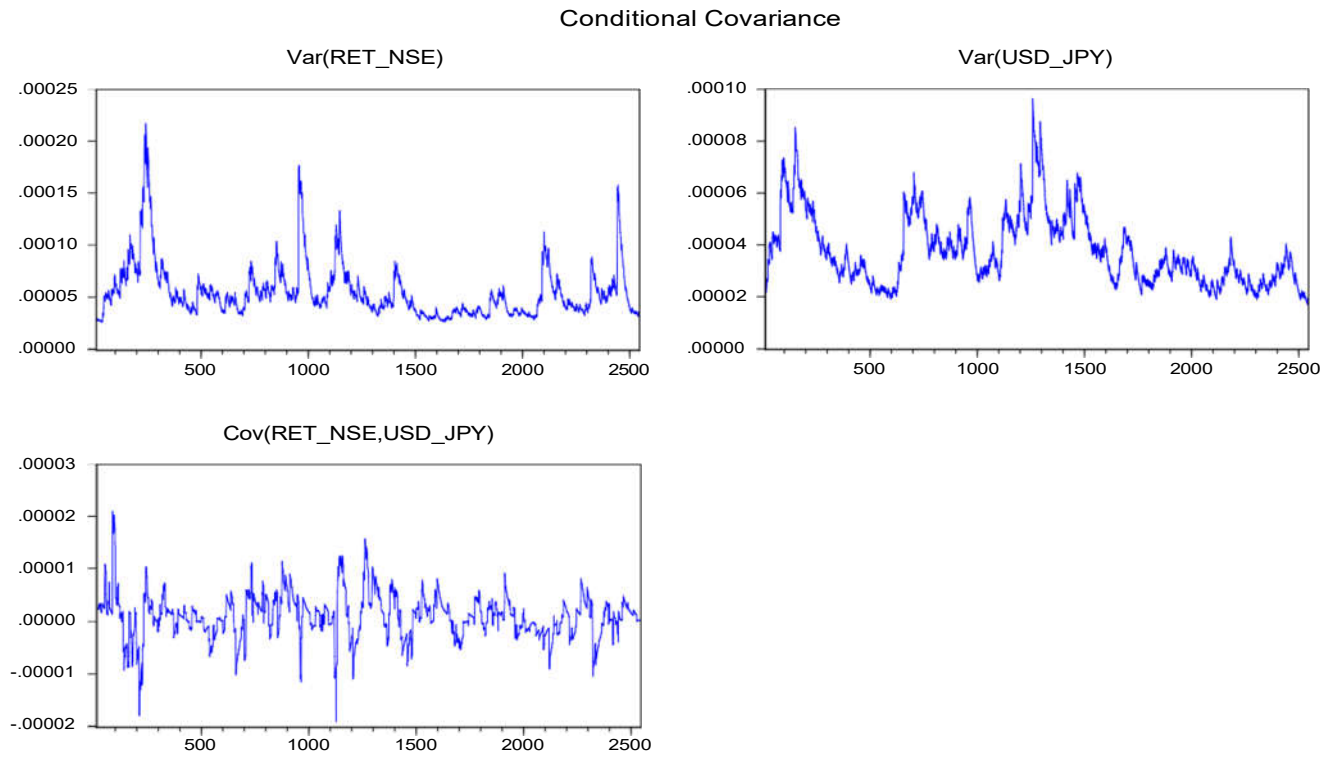 Conditional Covariance
Var(RET_NSE)
.00025
.00020
.00015
.00010
.00005
.00000
500 1000 1500 2000 2500
Var(USD_JPY)
.00010
.00008
.00006
.00004
.00002
.00000
500 1000 1500 2000 2500
Cov(RET_NSE,USD_JPY)
.00003
.00002
.00001
.00000
-.00001
-.00002
500 1000 1500 2000 2500